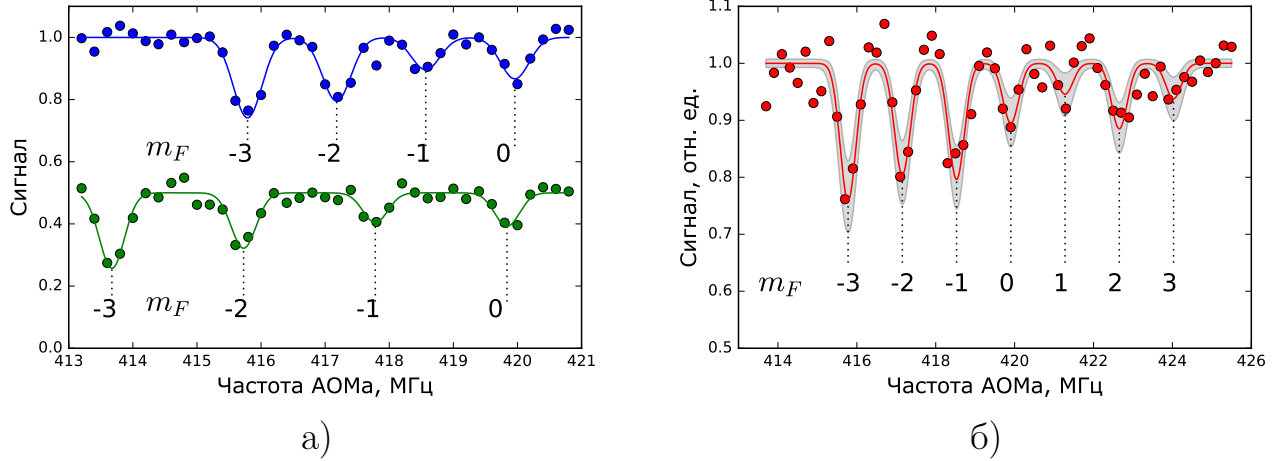 Сигнал
1.0
0.8
0.6
0.4
0.2
0.0
m_F
-3 -2 -1 0
m_F
-3 -2 -1 0
413 414 415 416 417 418 419 420 421
Частота АОМа, МГц
а)
Сигнал, отн. ед.
1.1
1.0
0.9
0.8
0.7
0.6
0.5
m_F -3 -2 -1 0 1 2 3
414 416 418 420 422 424 426
Частота АОМа, МГц
б)